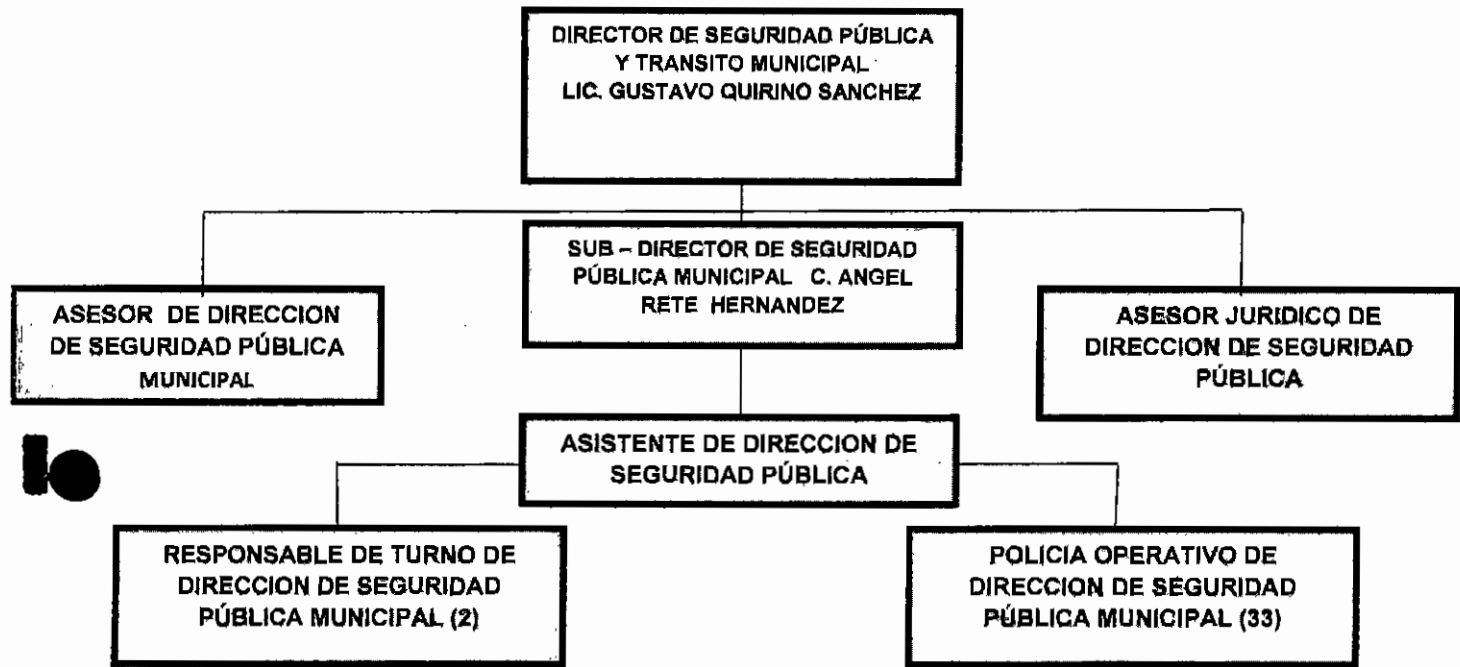 DIRECTOR DE SEGURIDAD PÚBLICA
Y TRANSITO MUNICIPAL
LIC. GUSTAVO QUIRINO SANCHEZ
SUB – DIRECTOR DE SEGURIDAD
PÚBLICA MUNICIPAL C. ANGEL
RETE HERNANDEZ
ASESOR DE DIRECCION
DE SEGURIDAD PÚBLICA
MUNICIPAL
ASESOR JURIDICO DE
DIRECCION DE SEGURIDAD
PÚBLICA
ASISTENTE DE DIRECCION DE
SEGURIDAD PÚBLICA
RESPONSABLE DE TURNO DE
DIRECCION DE SEGURIDAD
PÚBLICA MUNICIPAL (2)
POLICIA OPERATIVO DE
DIRECCION DE SEGURIDAD
PÚBLICA MUNICIPAL (33)